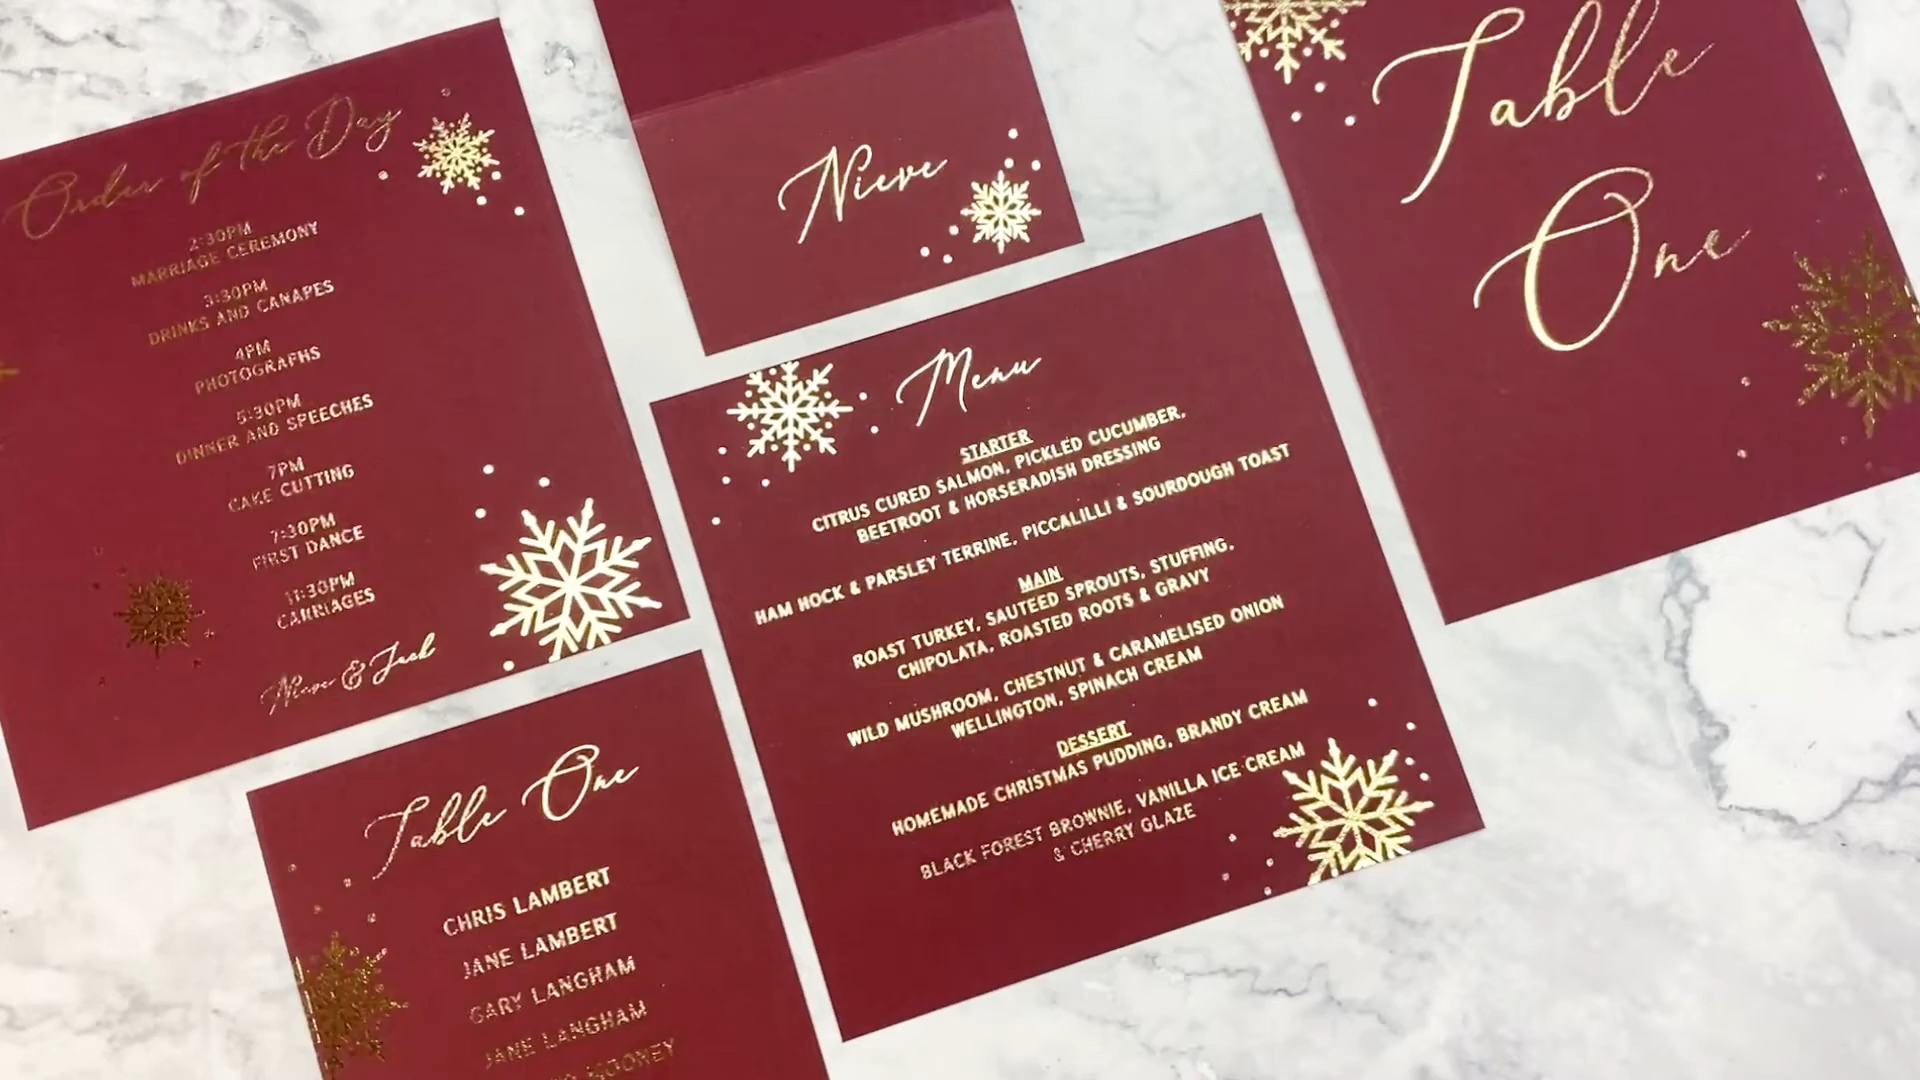 Order of the Day
2:30PM
MARRIAGE CEREMONY
3:30PM
DRINKS AND CANAPES
4PM
PHOTOGRAPHS
5:30PM
DINNER AND SPEECHES
7PM
CAKE CUTTING
7:30PM
FIRST DANCE
11:30PM
CARRIAGES
Nieve & Jack
Nieve
Table
One
Menu
STARTER
CITRUS CURED SALMON, PICKLED CUCUMBER,
BEETROOT & HORSERADISH DRESSING
HAM HOCK & PARSLEY TERRINE, PICCALILLI & SOURDOUGH TOAST
MAIN
ROAST TURKEY, SAUTEED SPROUTS, STUFFING,
CHIPOLATA, ROASTED ROOTS & GRAVY
WILD MUSHROOM, CHESTNUT & CARAMELISED ONION
WELLINGTON, SPINACH CREAM
DESSERT
HOMEMADE CHRISTMAS PUDDING, BRANDY CREAM
BLACK FOREST BROWNIE, VANILLA ICE CREAM
& CHERRY GLAZE
Table One
CHRIS LAMBERT
JANE LAMBERT
GARY LANGHAM
JANE LANGHAM